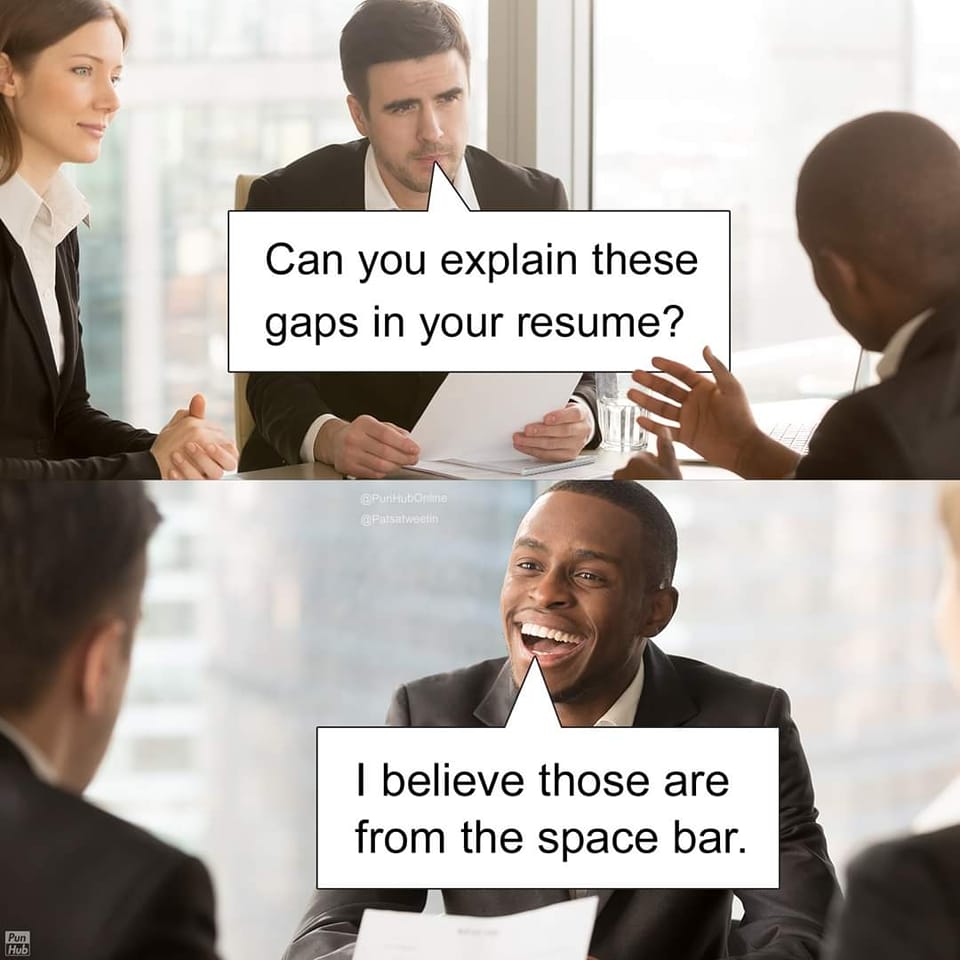 Can you explain these
gaps in your resume?
@PunHubOnline
@Patsatweetin
I believe those are
from the space bar.
Pun
Hub